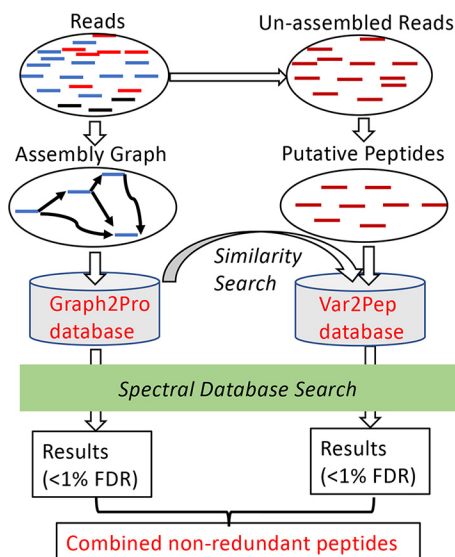 Reads
Un-assembled Reads
Assembly Graph
Putative Peptides
Similarity
Search
Graph2Pro
database
Var2Pep
database
Spectral Database Search
Results
(<1% FDR)
Results
(<1% FDR)
Combined non-redundant peptides